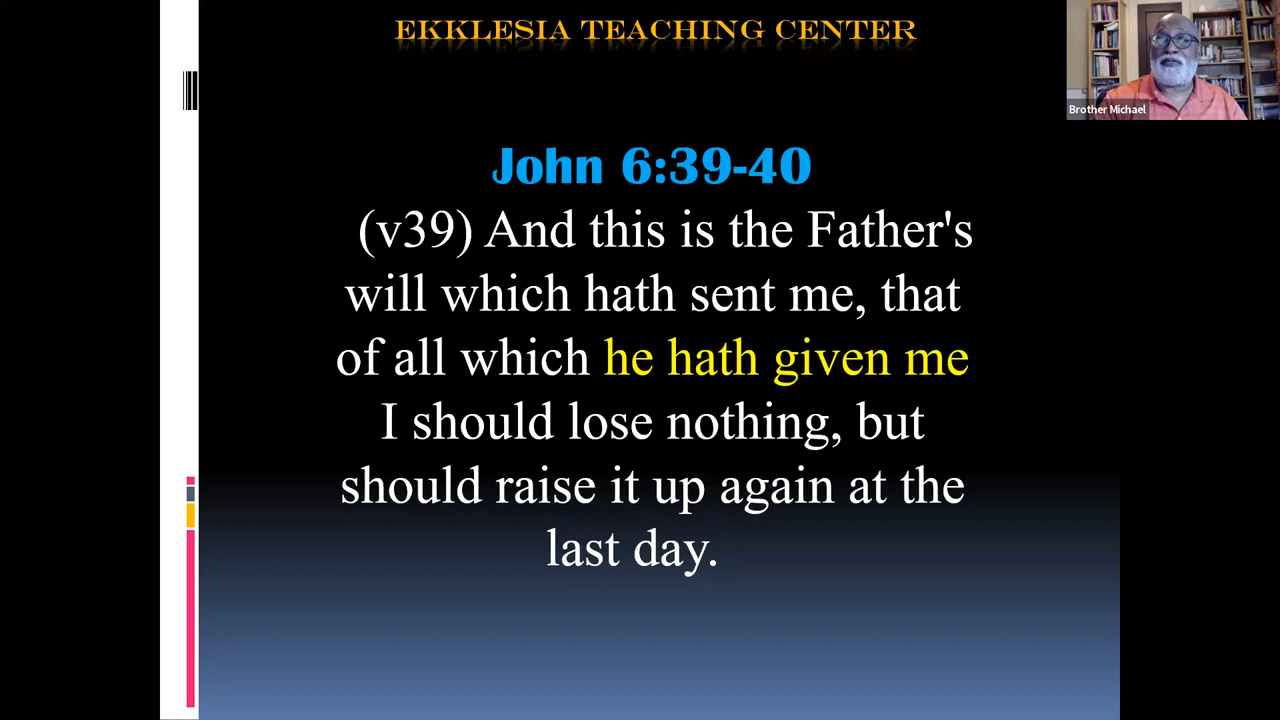 EKKLESIA TEACHING CENTER
Brother Michael
John 6:39-40
(v39) And this is the Father's
will which hath sent me, that
of all which he hath given me
I should lose nothing, but
should raise it up again at the
last day.